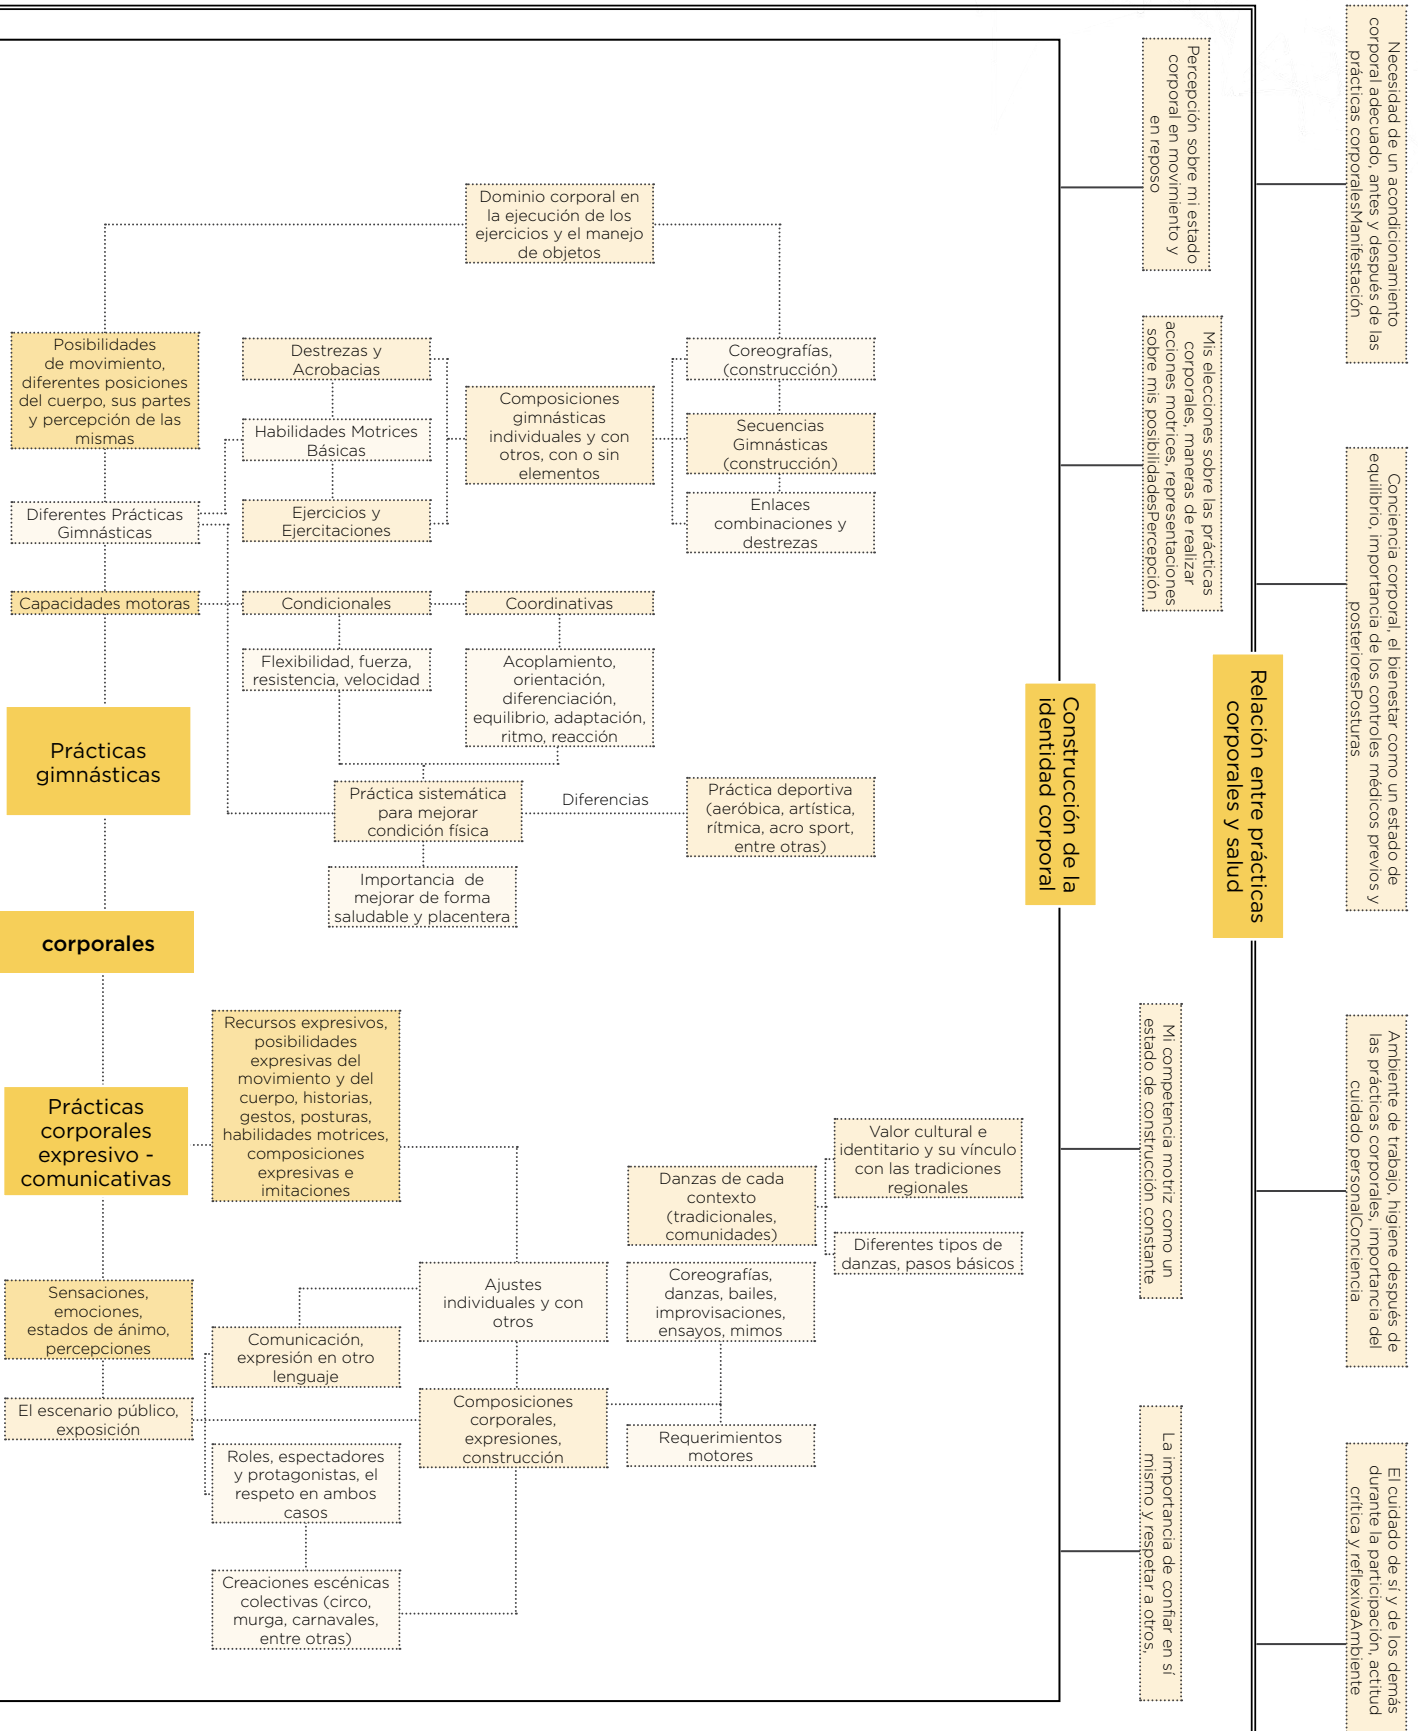 Dominio corporal en
la ejecución de los
ejercicios y el manejo
de objetos
Posibilidades
de movimiento,
diferentes posiciones
del cuerpo, sus partes
y percepción de las
mismas
Destrezas y
Acrobacias
Habilidades Motrices
Básicas
Ejercicios y
Ejercitaciones
Composiciones
gimnásticas
individuales y con
otros, con o sin
elementos
Coreografías,
(construcción)
Secuencias
Gimnásticas
(construcción)
Enlaces
combinaciones y
destrezas
Diferentes Prácticas
Gimnásticas
Capacidades motoras
Condicionales
Coordinativas
Flexibilidad, fuerza,
resistencia, velocidad
Acoplamiento,
orientación,
diferenciación,
equilibrio, adaptación,
ritmo, reacción
Prácticas
gimnásticas
Práctica sistemática
para mejorar
condición física
Diferencias
Práctica deportiva
(aeróbica, artística,
rítmica, acro sport,
entre otras)
Importancia de
mejorar de forma
saludable y placentera
corporales
Prácticas
corporales
expresivo -
comunicativas
Recursos expresivos,
posibilidades
expresivas del
movimiento y del
cuerpo, historias,
gestos, posturas,
habilidades motrices,
composiciones
expresivas e
imitaciones
Valor cultural e
identitario y su vínculo
con las tradiciones
regionales
Danzas de cada
contexto
(tradicionales,
comunidades)
Diferentes tipos de
danzas, pasos básicos
Sensaciones,
emociones,
estados de ánimo,
percepciones
Ajustes
individuales y con
otros
Coreografías,
danzas, bailes,
improvisaciones,
ensayos, mimos
Comunicación,
expresión en otro
lenguaje
El escenario público,
exposición
Composiciones
corporales,
expresiones,
construcción
Requerimientos
motores
Roles, espectadores
y protagonistas, el
respeto en ambos
casos
Creaciones escénicas
colectivas (circo,
murga, carnavales,
entre otras)
Construcción de la
identidad corporal
Percepción sobre mi estado
corporal en movimiento y
en reposo
Mis elecciones sobre las prácticas
corporales, maneras de realizar
acciones motrices, representaciones
sobre mis posibilidadesPercepción
Mi competencia motriz como un
estado de construcción constante
La importancia de confiar en sí
mismo y respetar a otros,
Relación entre prácticas
corporales y salud
Necesidad de un acondicionamiento
corporal adecuado, antes y después de las
prácticas corporalesManifestación
Conciencia corporal, el bienestar como un estado de
equilibrio, importancia de los controles médicos previos y
posterioresPosturas
Ambiente de trabajo, higiene después de
las prácticas corporales, importancia del
cuidado personalConciencia
El cuidado de sí y de los demás
durante la participación, actitud
crítica y reflexivaAmbiente